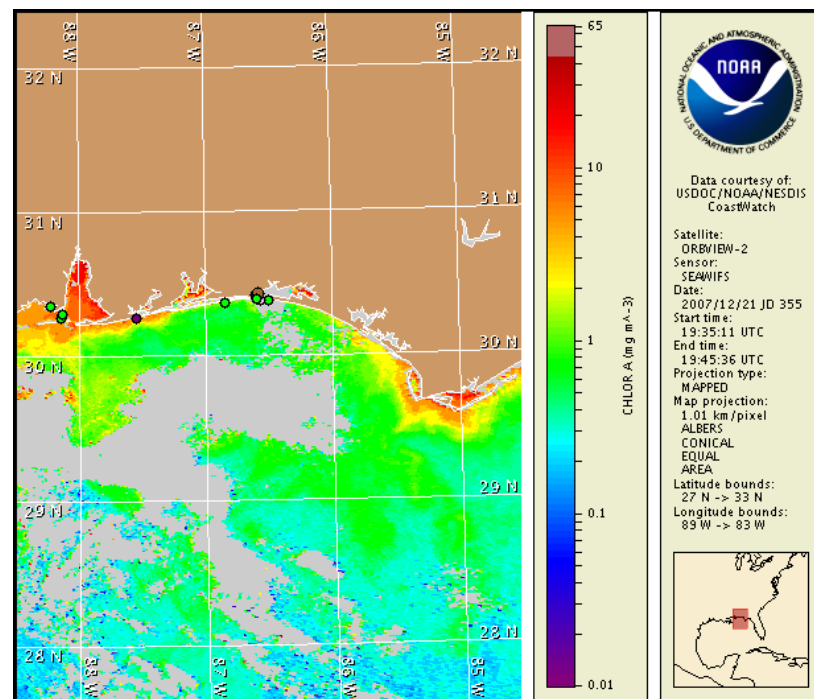 88 W
87 W
86 W
85 W
32 N
32 N
31 N
31 N
30 N
30 N
29 N
29 N
28 N
28 N
88 W
87 W
86 W
85 W
65
10
1
0.1
0.01
CHLOR A (mg m^-3)
NATIONAL OCEANIC AND ATMOSPHERIC ADMINISTRATION
NOAA
U.S. DEPARTMENT OF COMMERCE
Data courtesy of:
USDOC/NOAA/NESDIS
CoastWatch
Satellite:
ORBVIEW-2
Sensor:
SEAWIFS
Date:
2007/12/21 JD 355
Start time:
19:35:11 UTC
End time:
19:45:36 UTC
Projection type:
MAPPED
Map projection:
1.01 km/pixel
ALBERS
CONICAL
EQUAL
AREA
Latitude bounds:
27 N -> 33 N
Longitude bounds:
89 W -> 83 W